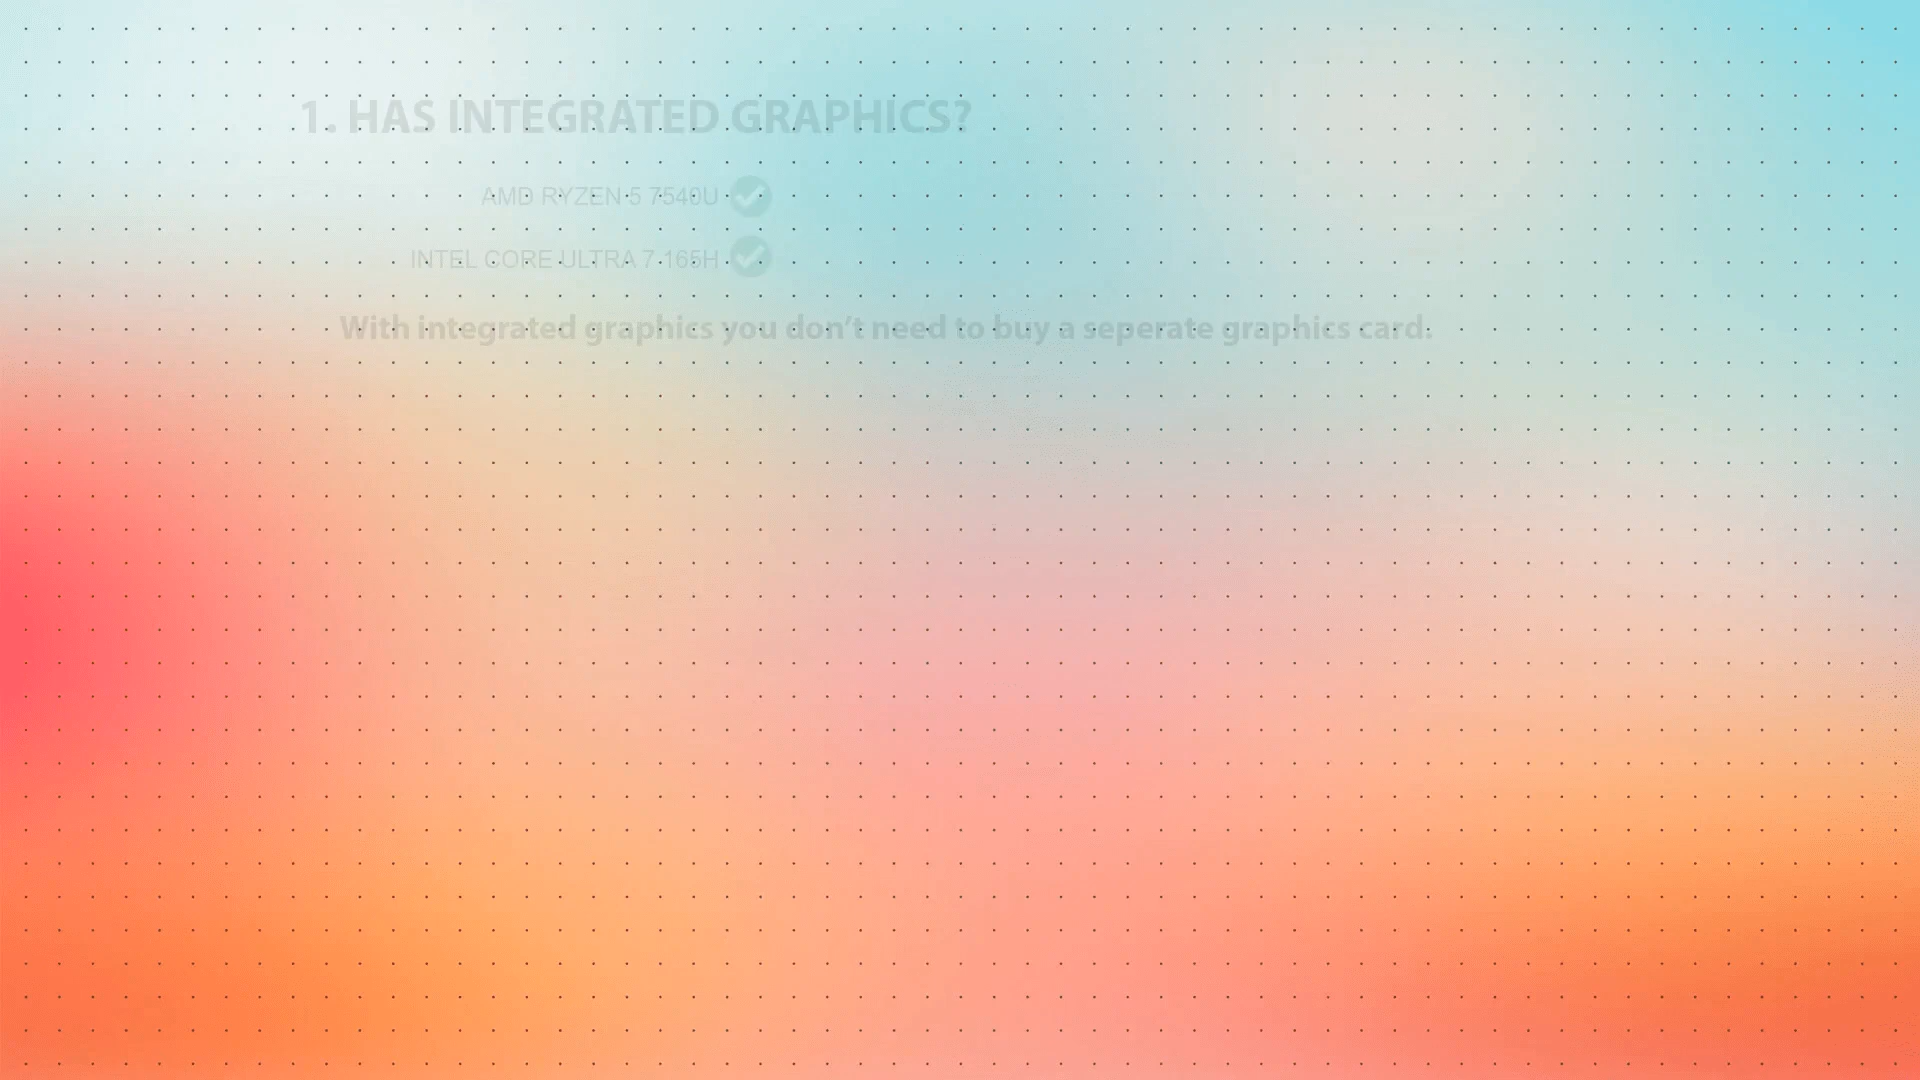 1. HAS INTEGRATED GRAPHICS?
AMD RYZEN 5 7540U
INTEL CORE ULTRA 7 165H
With integrated graphics you don’t need to buy a seperate graphics card.